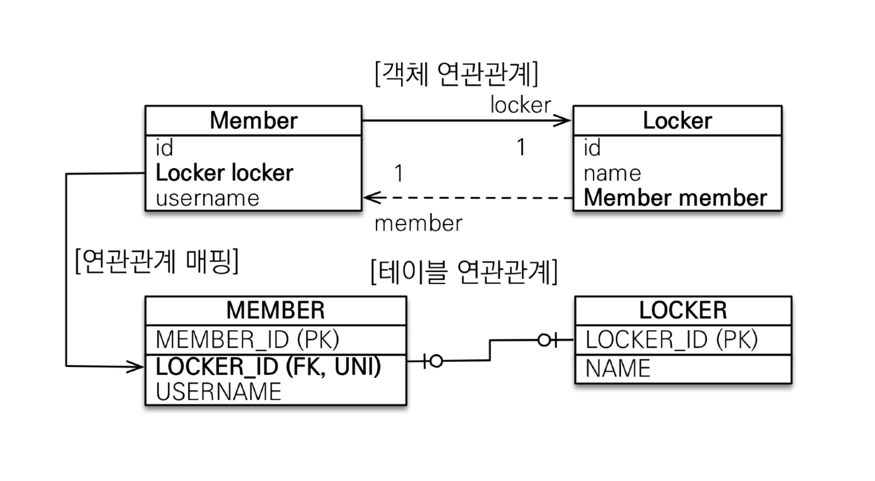 [객체 연관관계]
locker
Member
id
Locker locker
username
1
1
member
Locker
id
name
Member member
[연관관계 매핑]
[테이블 연관관계]
MEMBER
MEMBER_ID (PK)
LOCKER_ID (FK, UNI)
USERNAME
LOCKER
LOCKER_ID (PK)
NAME